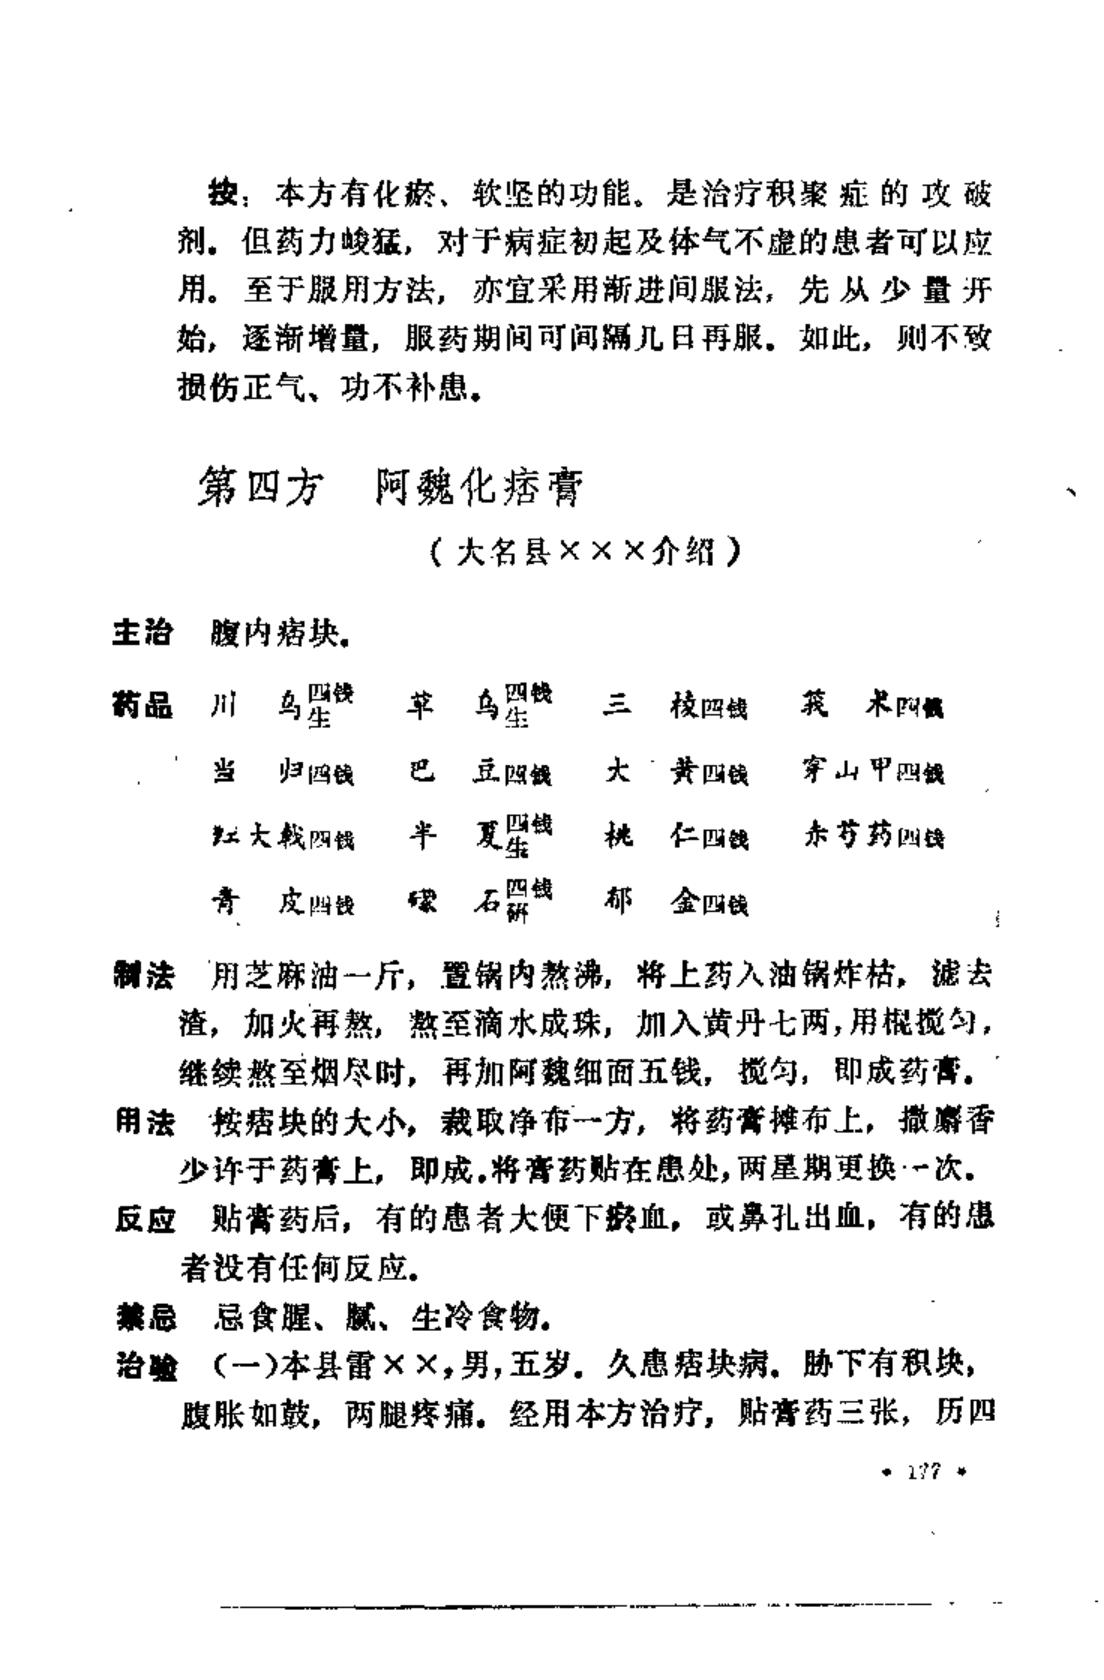 按：本方有化瘀、软坚的功能。是治疗积聚症的攻破
剂。但药力峻猛，对于病症初起及体气不虚的患者可以应
用。至于服用方法，亦宜采用渐进间服法，先从少量开
始，逐渐增量，服药期间可间隔几日再服。如此，则不致
损伤正气、功不补患。
第四方 阿魏化痞膏
（大名县×××介绍）
主治 腹内痞块。
药品 川乌四钱生 草乌四钱生 三棱四钱 莪术四钱
当归四钱 巴豆四钱 大黄四钱 穿山甲四钱
红大戟四钱 半夏四钱生 桃仁四钱 赤芍药四钱
青皮四钱 礞石四钱研 郁金四钱
制法 用芝麻油一斤，置锅内熬沸，将上药入油锅炸枯，滤去
渣，加火再熬，熬至滴水成珠，加入黄丹七两，用棍搅匀，
继续熬至烟尽时，再加阿魏细面五钱，搅匀，即成药膏。
用法 按痞块的大小，裁取净布一方，将药膏摊布上，撒麝香
少许于药膏上，即成。将膏药贴在患处，两星期更换一次。
反应 贴膏药后，有的患者大便下瘀血，或鼻孔出血，有的患
者没有任何反应。
禁忌 忌食腥、腻、生冷食物。
治验 （一）本县雷××，男，五岁。久患痞块病。胁下有积块，
腹胀如鼓，两腿疼痛。经用本方治疗，贴膏药三张，历四
• 177 •